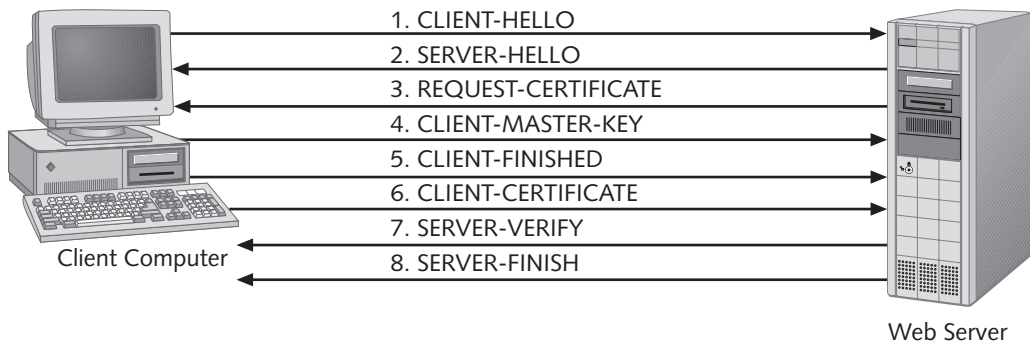 1. CLIENT-HELLO
2. SERVER-HELLO
3. REQUEST-CERTIFICATE
4. CLIENT-MASTER-KEY
5. CLIENT-FINISHED
6. CLIENT-CERTIFICATE
7. SERVER-VERIFY
8. SERVER-FINISH
Client Computer
Web Server